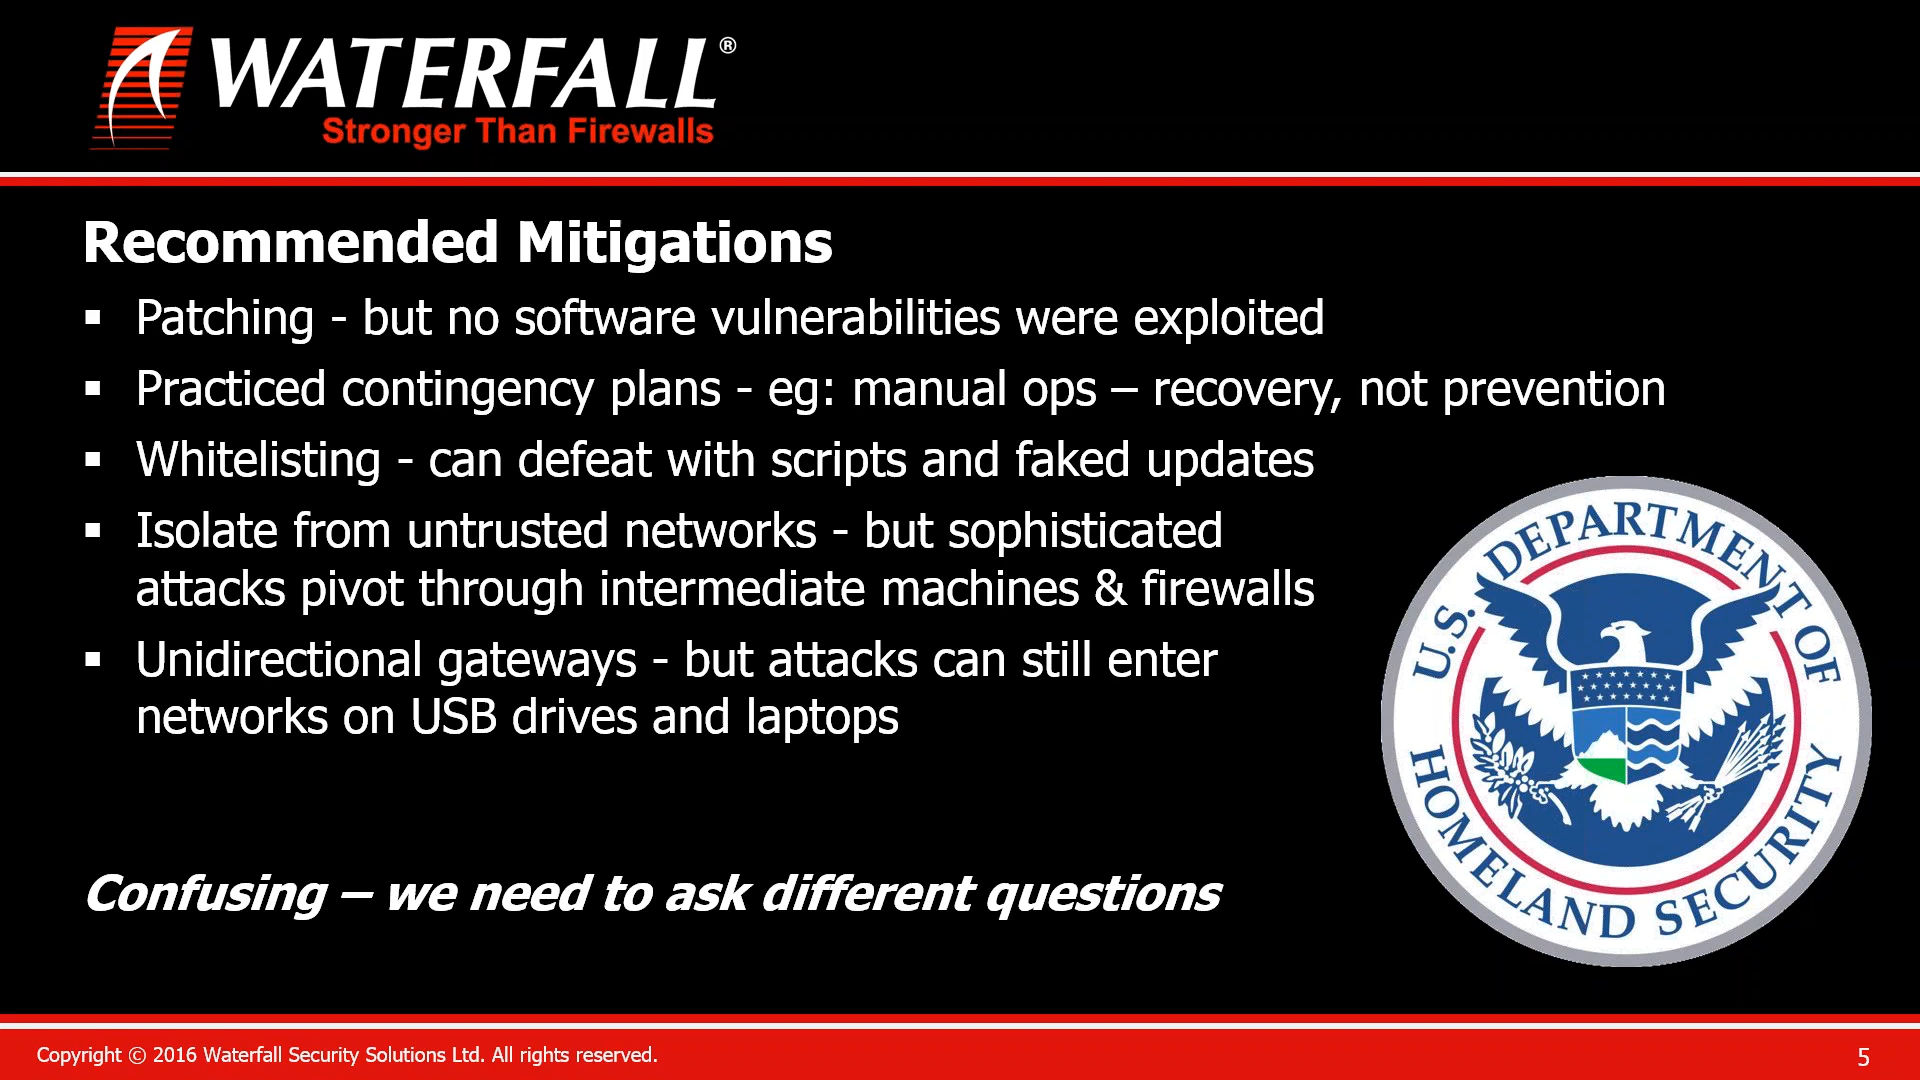 WATERFALL®
Stronger Than Firewalls
Recommended Mitigations
▪ Patching - but no software vulnerabilities were exploited
▪ Practiced contingency plans - eg: manual ops – recovery, not prevention
▪ Whitelisting - can defeat with scripts and faked updates
▪ Isolate from untrusted networks - but sophisticated
attacks pivot through intermediate machines & firewalls
▪ Unidirectional gateways - but attacks can still enter
networks on USB drives and laptops
U.S. DEPARTMENT OF
HOMELAND SECURITY
Confusing – we need to ask different questions
Copyright © 2016 Waterfall Security Solutions Ltd. All rights reserved.
5